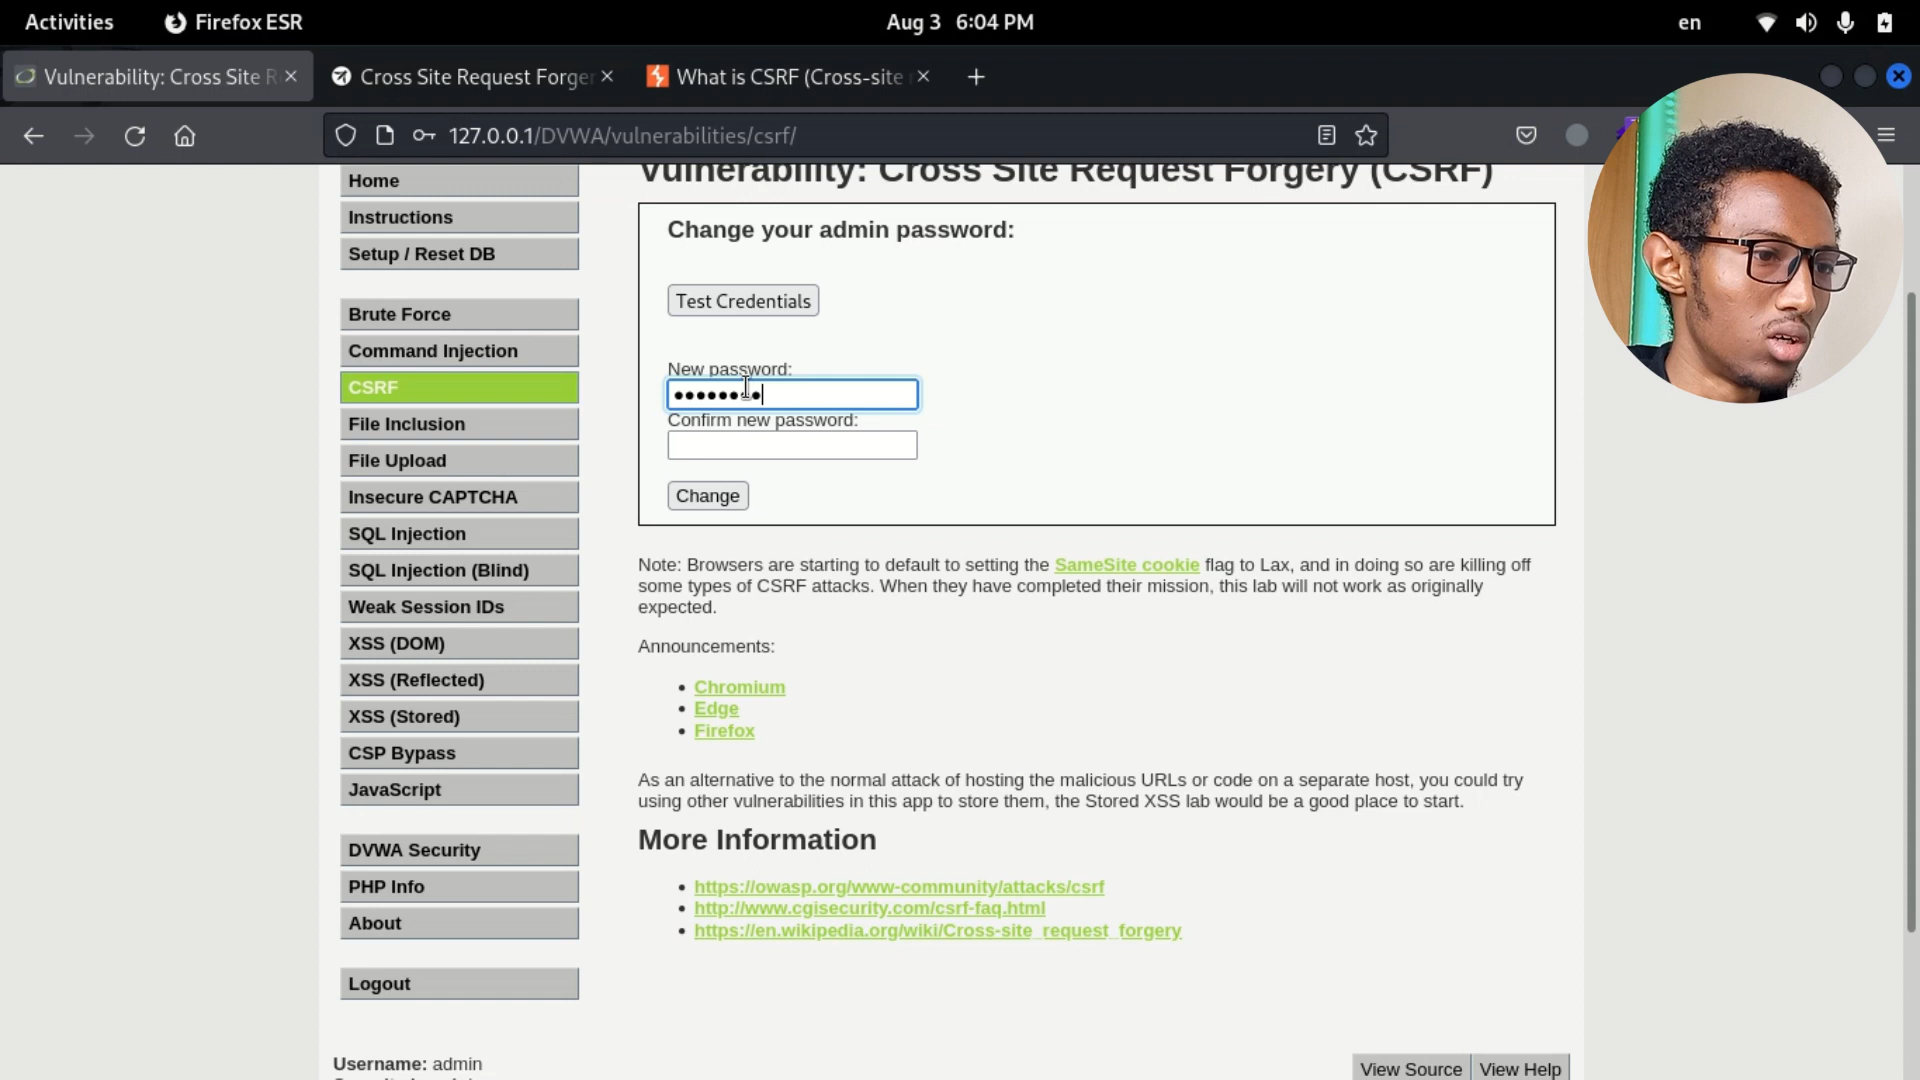 Activities
Firefox ESR
Aug 3 6:04 PM
en
Vulnerability: Cross Site R
Cross Site Request Forger
What is CSRF (Cross-site
127.0.0.1/DVWA/vulnerabilities/csrf/
Home
Instructions
Setup / Reset DB
Brute Force
Command Injection
CSRF
File Inclusion
File Upload
Insecure CAPTCHA
SQL Injection
SQL Injection (Blind)
Weak Session IDs
XSS (DOM)
XSS (Reflected)
XSS (Stored)
CSP Bypass
JavaScript
DVWA Security
PHP Info
About
Logout
Username: admin
Vulnerability: Cross Site Request Forgery (CSRF)
Change your admin password:
Test Credentials
New password:
Confirm new password:
Change
Note: Browsers are starting to default to setting the SameSite cookie flag to Lax, and in doing so are killing off
some types of CSRF attacks. When they have completed their mission, this lab will not work as originally
expected.
Announcements:
Chromium
Edge
Firefox
As an alternative to the normal attack of hosting the malicious URLs or code on a separate host, you could try
using other vulnerabilities in this app to store them, the Stored XSS lab would be a good place to start.
More Information
https://owasp.org/www-community/attacks/csrf
http://www.cgisecurity.com/csrf-faq.html
https://en.wikipedia.org/wiki/Cross-site_request_forgery
View Source
View Help